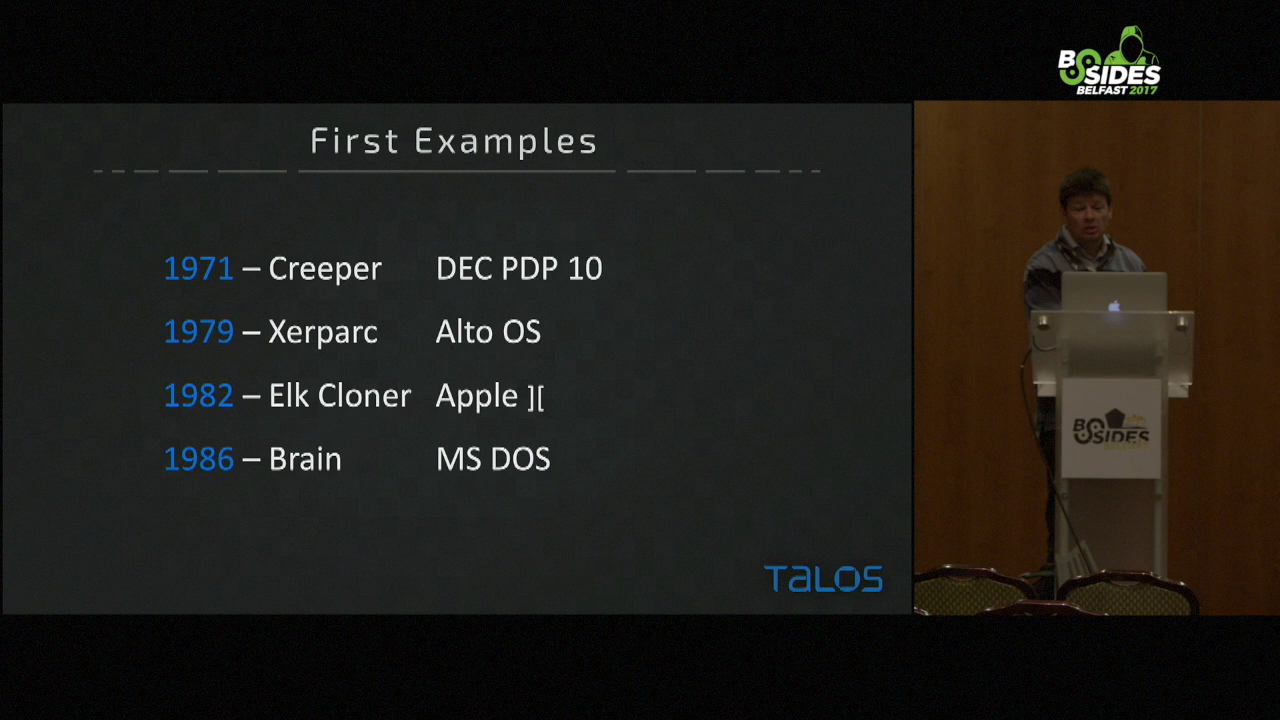 BSIDES
BELFAST 2017
First Examples
1971 – Creeper DEC PDP 10
1979 – Xerparc Alto OS
1982 – Elk Cloner Apple ][
1986 – Brain MS DOS
TALOS
BSIDES